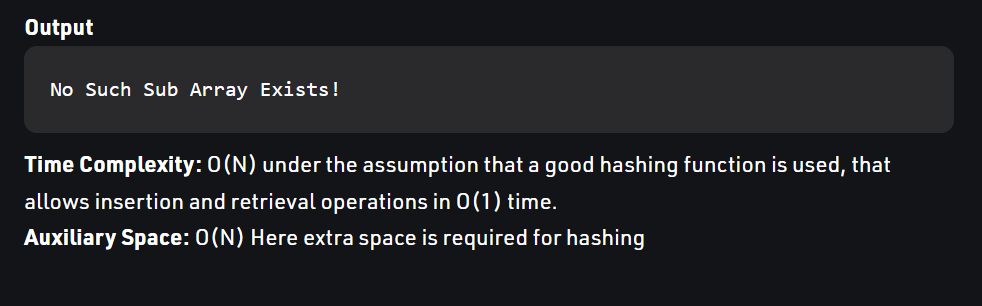 Output
No Such Sub Array Exists!
Time Complexity: O(N) under the assumption that a good hashing function is used, that
allows insertion and retrieval operations in O(1) time.
Auxiliary Space: O(N) Here extra space is required for hashing